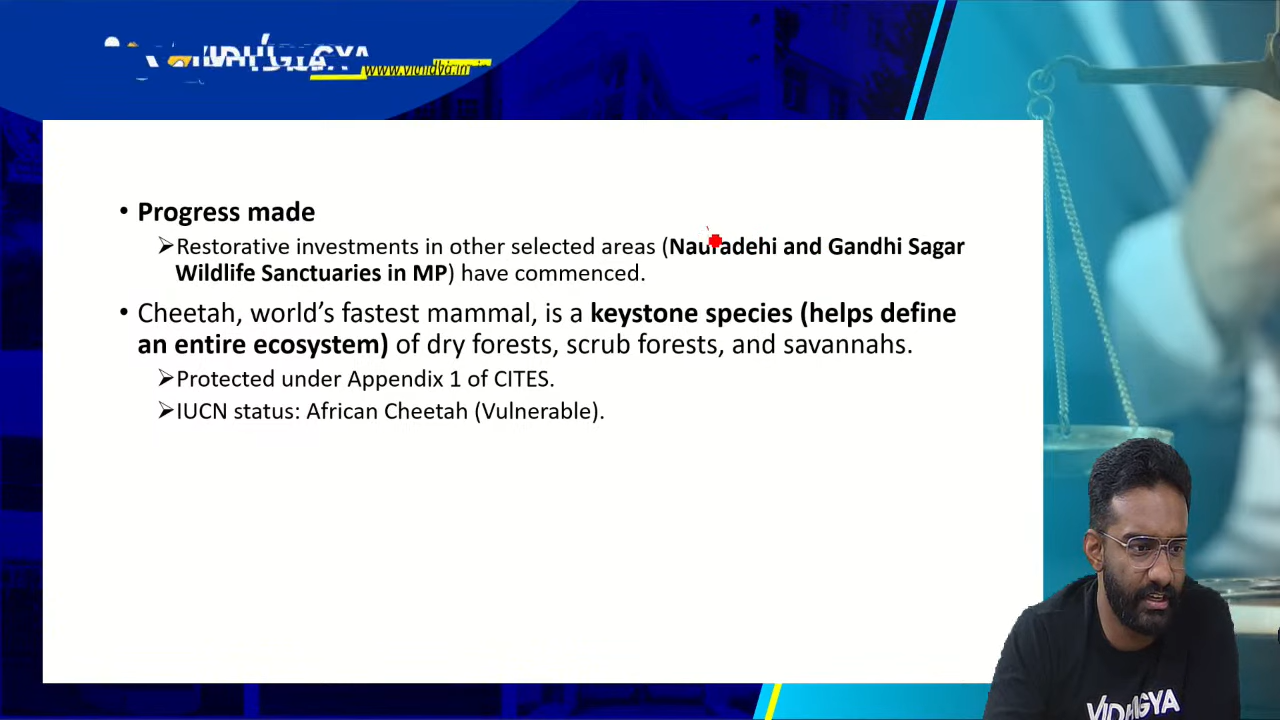 • Progress made
➢Restorative investments in other selected areas (Nauradehi and Gandhi Sagar
Wildlife Sanctuaries in MP) have commenced.
• Cheetah, world’s fastest mammal, is a keystone species (helps define
an entire ecosystem) of dry forests, scrub forests, and savannahs.
➢Protected under Appendix 1 of CITES.
➢IUCN status: African Cheetah (Vulnerable).
VIDHIGYA